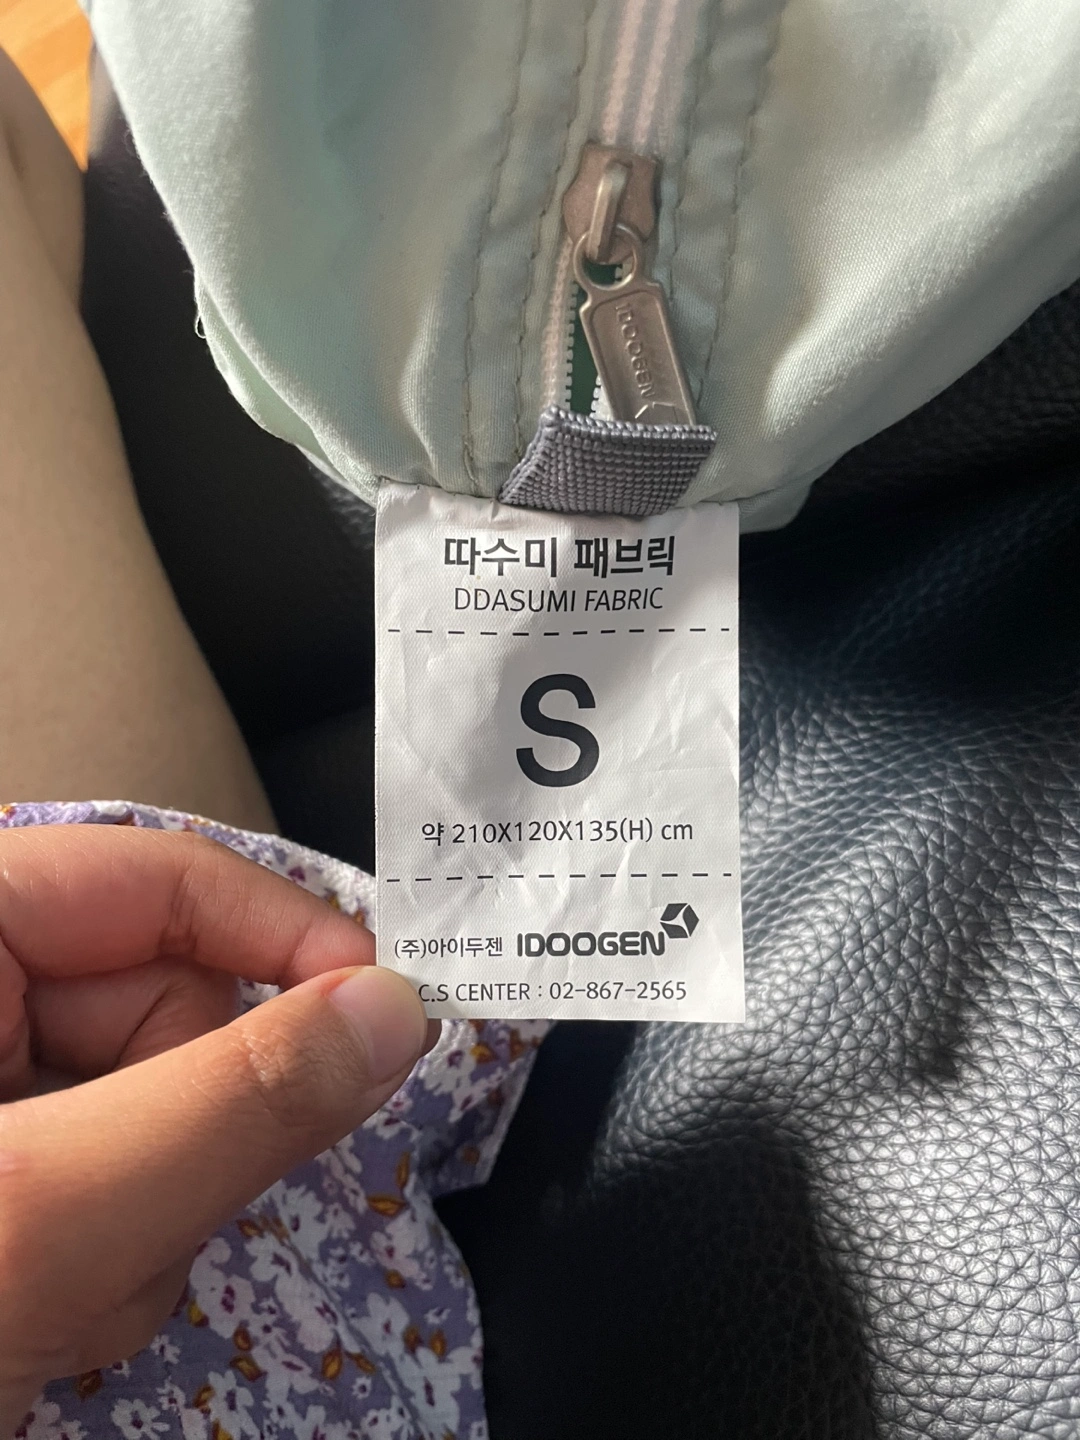 IDOOGEN
따수미 패브릭
DDASUMI FABRIC
S
약 210X120X135(H) cm
(주)아이두젠 IDOOGEN
C.S CENTER : 02-867-2565